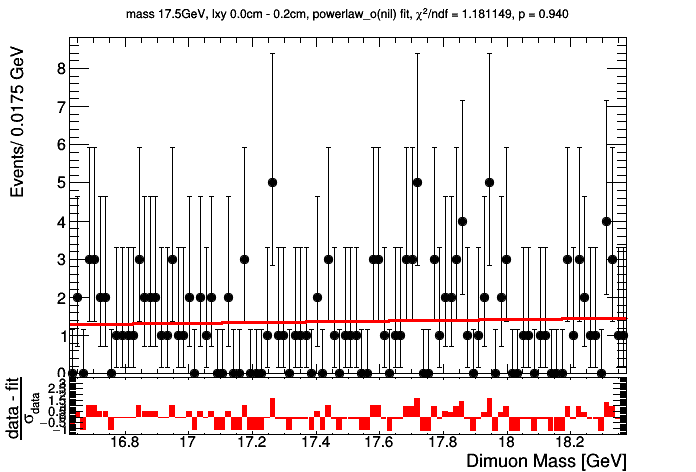 mass 17.5GeV, lxy 0.0cm - 0.2cm, powerlaw_o(nil) fit, χ²/ndf = 1.181149, p = 0.940
Events/ 0.0175 GeV
8
7
6
5
4
3
2
1
0
data - fit
σdata
16.8 17 17.2 17.4 17.6 17.8 18 18.2
Dimuon Mass [GeV]